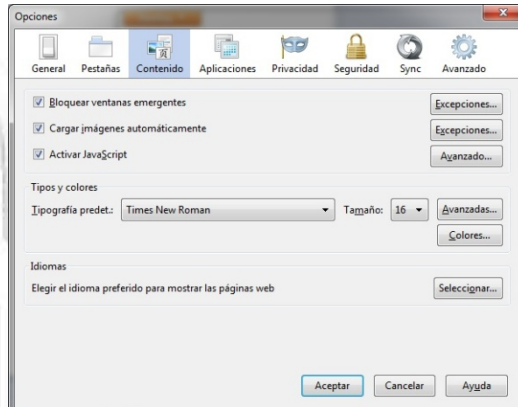 Opciones
General Pestañas Contenido Aplicaciones Privacidad Seguridad Sync Avanzado
Bloquear ventanas emergentes Excepciones...
Cargar imágenes automáticamente Excepciones...
Activar JavaScript Avanzado...
Tipos y colores
Tipografía predet.: Times New Roman Tamaño: 16 Avanzadas...
Colores...
Idiomas
Elegir el idioma preferido para mostrar las páginas web Seleccionar...
Aceptar Cancelar Ayuda